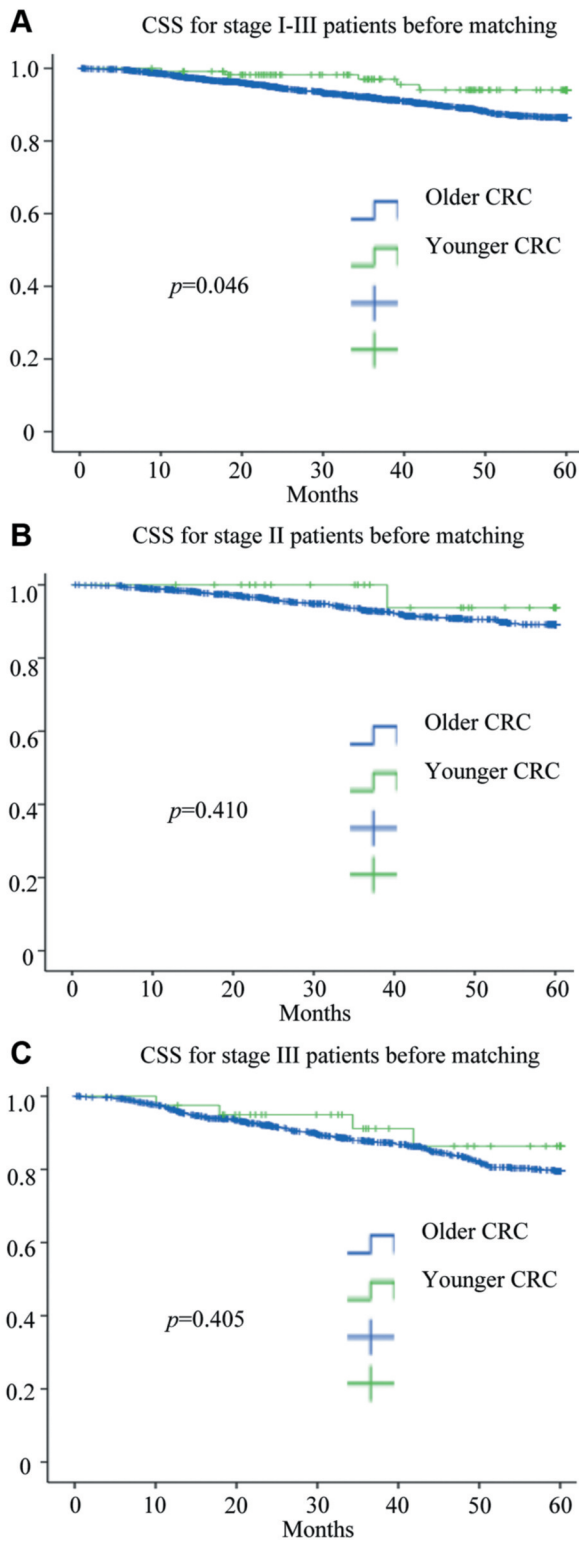 A
CSS for stage I-III patients before matching
1.0
0.8
0.6
0.4
0.2
0
Older CRC
Younger CRC
p=0.046
0 10 20 30 40 50 60
Months
B
CSS for stage II patients before matching
1.0
0.8
0.6
0.4
0.2
0
Older CRC
Younger CRC
p=0.410
0 10 20 30 40 50 60
Months
C
CSS for stage III patients before matching
1.0
0.8
0.6
0.4
0.2
0
Older CRC
Younger CRC
p=0.405
0 10 20 30 40 50 60
Months